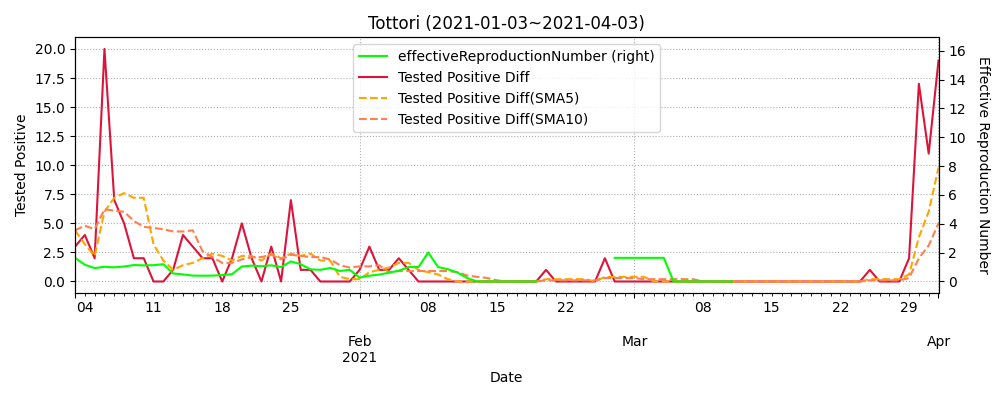 Tottori (2021-01-03~2021-04-03)
effectiveReproductionNumber (right)
Tested Positive Diff
Tested Positive Diff(SMA5)
Tested Positive Diff(SMA10)
Tested Positive
20.0
17.5
15.0
12.5
10.0
7.5
5.0
2.5
0.0
Effective Reproduction Number
16
14
12
10
8
6
4
2
0
04 11 18 25 08 15 22 08 15 22 29
Feb Mar Apr
2021
Date